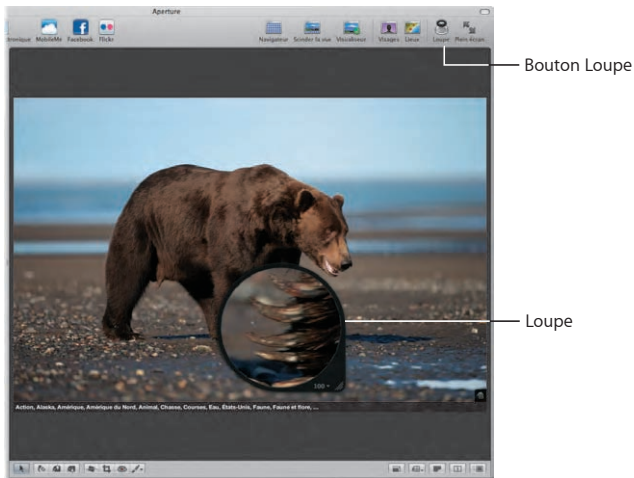 Aperture
MobileMe Facebook Flickr Navigateur Scinder la vue Visualiseur Visages Lieux Loupe Plein écran
Bouton Loupe
Loupe
100
Action, Alaska, Amérique, Amérique du Nord, Animal, Chasse, Courses, Eau, États-Unis, Faune, Faune et flore, ...